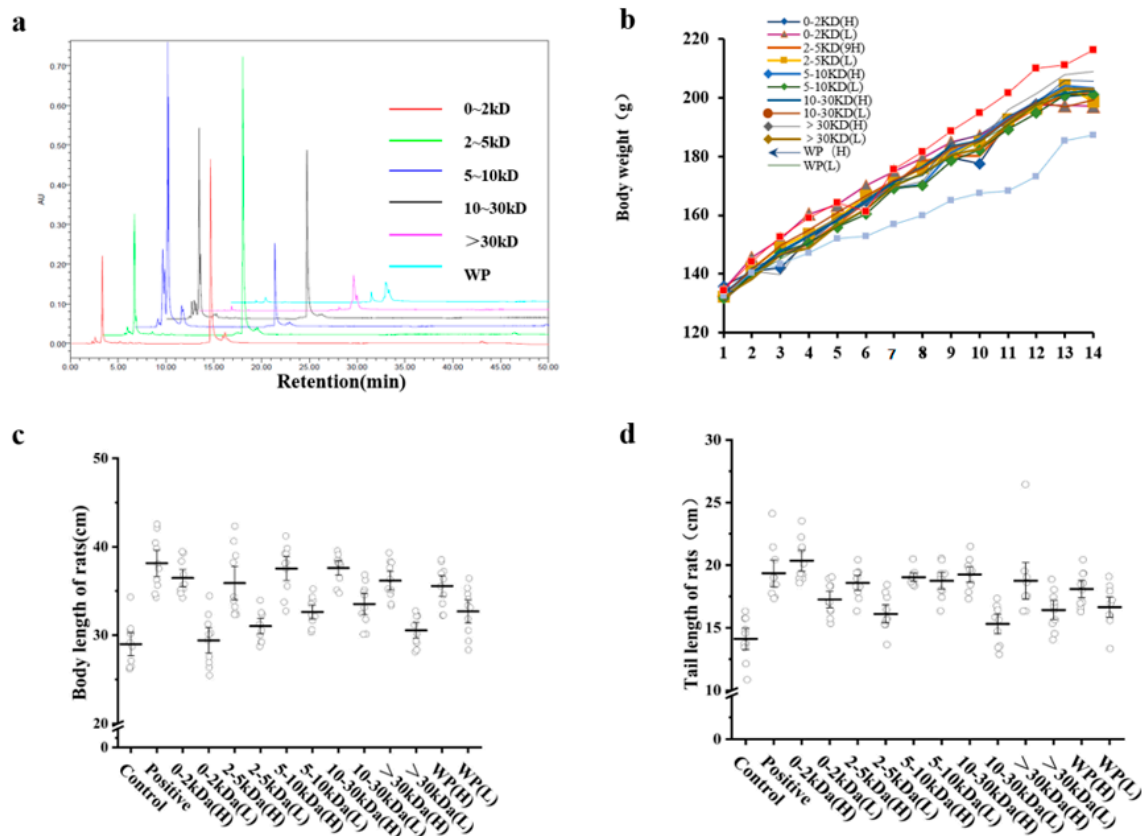 a
0.70
0.60
0.50
0.40
0.30
0.20
0.10
0.00
AU
0.00 5.00 10.00 15.00 20.00 25.00 30.00 35.00 40.00 45.00 50.00
Retention(min)
0~2kD
2~5kD
5~10kD
10~30kD
＞30kD
WP
b
220
200
180
160
140
120
Body weight（g）
0-2KD(H)
0-2KD(L)
2-5KD(9H)
2-5KD(L)
5-10KD(H)
5-10KD(L)
10-30KD(H)
10-30KD(L)
＞30KD(H)
＞30KD(L)
WP（H)
WP(L)
1 2 3 4 5 6 7 8 9 10 11 12 13 14
c
50
40
30
20
0
Body length of rats(cm)
Control
Positive
0-2kDa(H)
0-2kDa(L)
2-5kDa(H)
2-5kDa(L)
5-10kDa(H)
5-10kDa(L)
10-30kDa(H)
10-30kDa(L)
＞30kDa(H)
＞30kDa(L)
WP(H)
WP(L)
d
30
25
20
15
10
0
Tail length of rats（cm）
Control
Positive
0-2kDa(H)
0-2kDa(L)
2-5kDa(H)
2-5kDa(L)
5-10kDa(H)
5-10kDa(L)
10-30kDa(H)
10-30kDa(L)
＞30kDa(H)
＞30kDa(L)
WP(H)
WP(L)